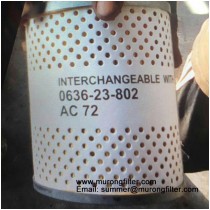 INTERCHANGEABLE WITH
0636-23-802
AC 72
www.murongfilter.com
Email: summer@murongfilter.com